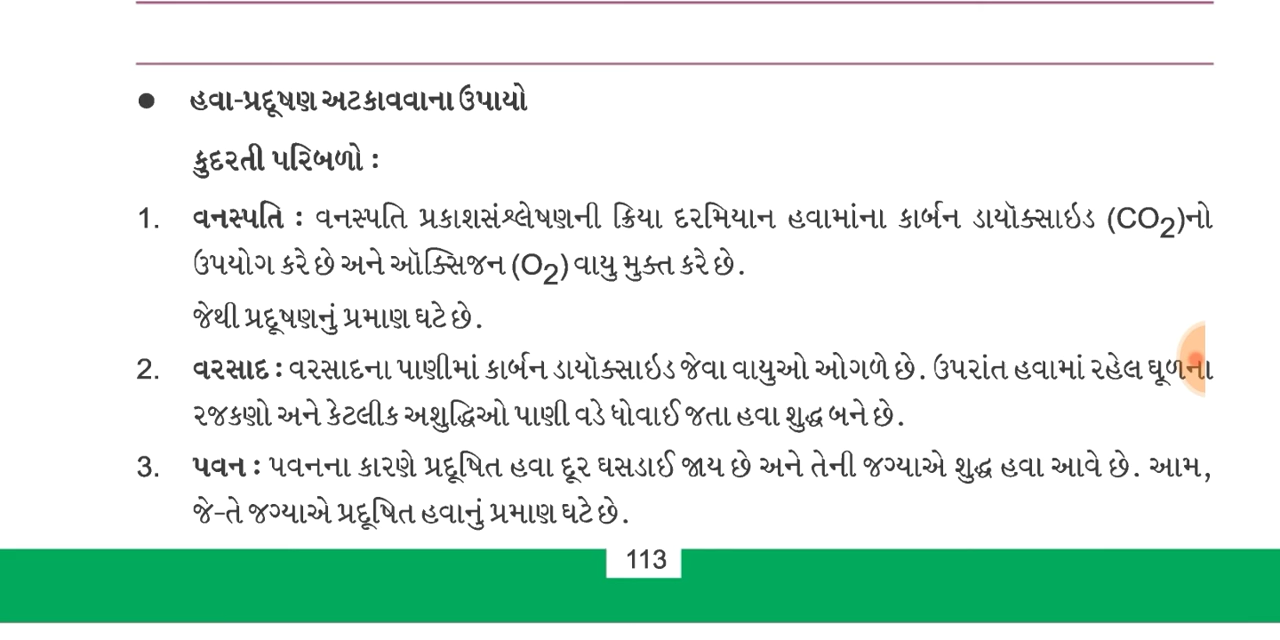 ● હવા-પ્રદૂષણ અટકાવવાના ઉપાયો
કુદરતી પરિબળો :
1. વનસ્પતિ : વનસ્પતિ પ્રકાશસંશ્લેષણની ક્રિયા દરમિયાન હવામાંના કાર્બન ડાયૉક્સાઇડ (CO2)નો
ઉપયોગ કરે છે અને ઑક્સિજન (O2) વાયુ મુક્ત કરે છે.
જેથી પ્રદૂષણનું પ્રમાણ ઘટે છે.
2. વરસાદ : વરસાદના પાણીમાં કાર્બન ડાયૉક્સાઇડ જેવા વાયુઓ ઓગળે છે. ઉપરાંત હવામાં રહેલ ધૂળના
રજકણો અને કેટલીક અશુદ્ધિઓ પાણી વડે ધોવાઈ જતા હવા શુદ્ધ બને છે.
3. પવન : પવનના કારણે પ્રદૂષિત હવા દૂર ઘસડાઈ જાય છે અને તેની જગ્યાએ શુદ્ધ હવા આવે છે. આમ,
જે-તે જગ્યાએ પ્રદૂષિત હવાનું પ્રમાણ ઘટે છે.
113